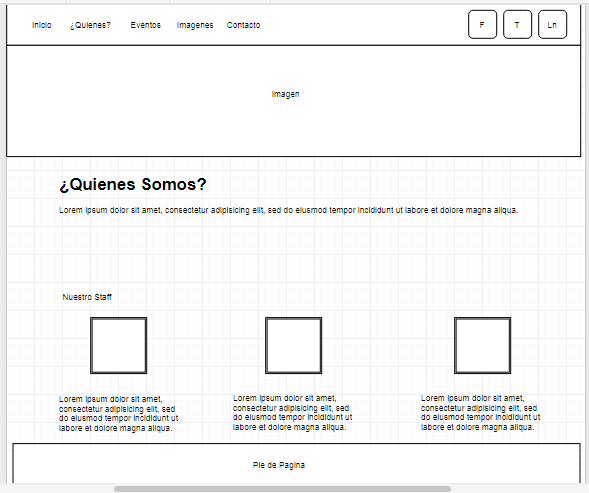 Inicio ¿Quienes? Eventos Imagenes Contacto F T Ln
Imagen
¿Quienes Somos?
Lorem ipsum dolor sit amet, consectetur adipisicing elit, sed do eiusmod tempor incididunt ut labore et dolore magna aliqua.
Nuestro Staff
Lorem ipsum dolor sit amet,
consectetur adipisicing elit, sed
do eiusmod tempor incididunt ut
labore et dolore magna aliqua.
Lorem ipsum dolor sit amet,
consectetur adipisicing elit, sed
do eiusmod tempor incididunt ut
labore et dolore magna aliqua.
Lorem ipsum dolor sit amet,
consectetur adipisicing elit, sed
do eiusmod tempor incididunt ut
labore et dolore magna aliqua.
Pie de Pagina